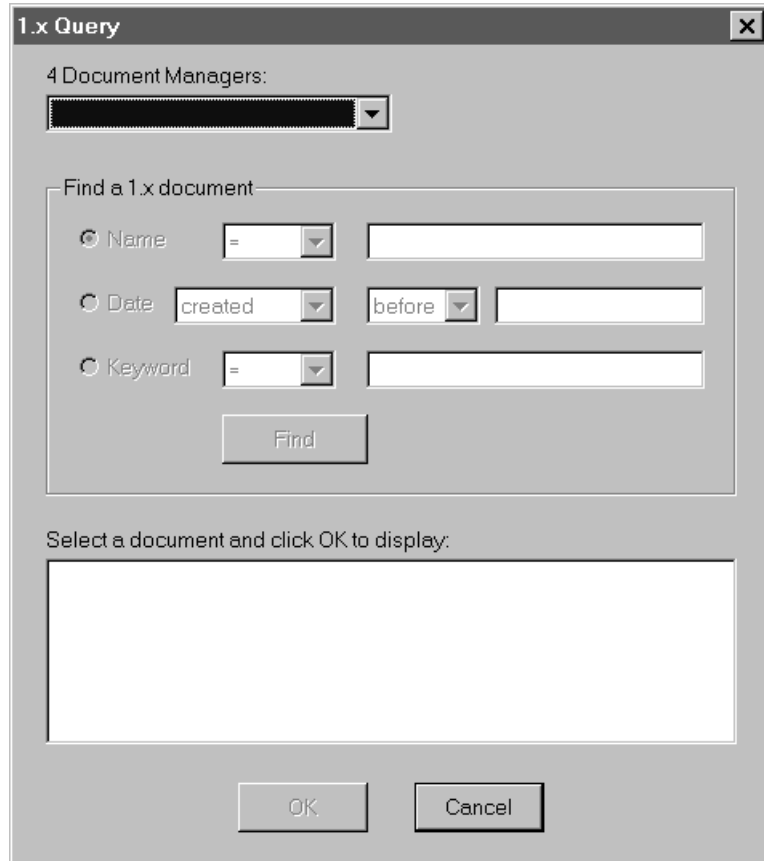 1.x Query
4 Document Managers:
Find a 1.x document
Name =
Date created before
Keyword =
Find
Select a document and click OK to display:
OK Cancel